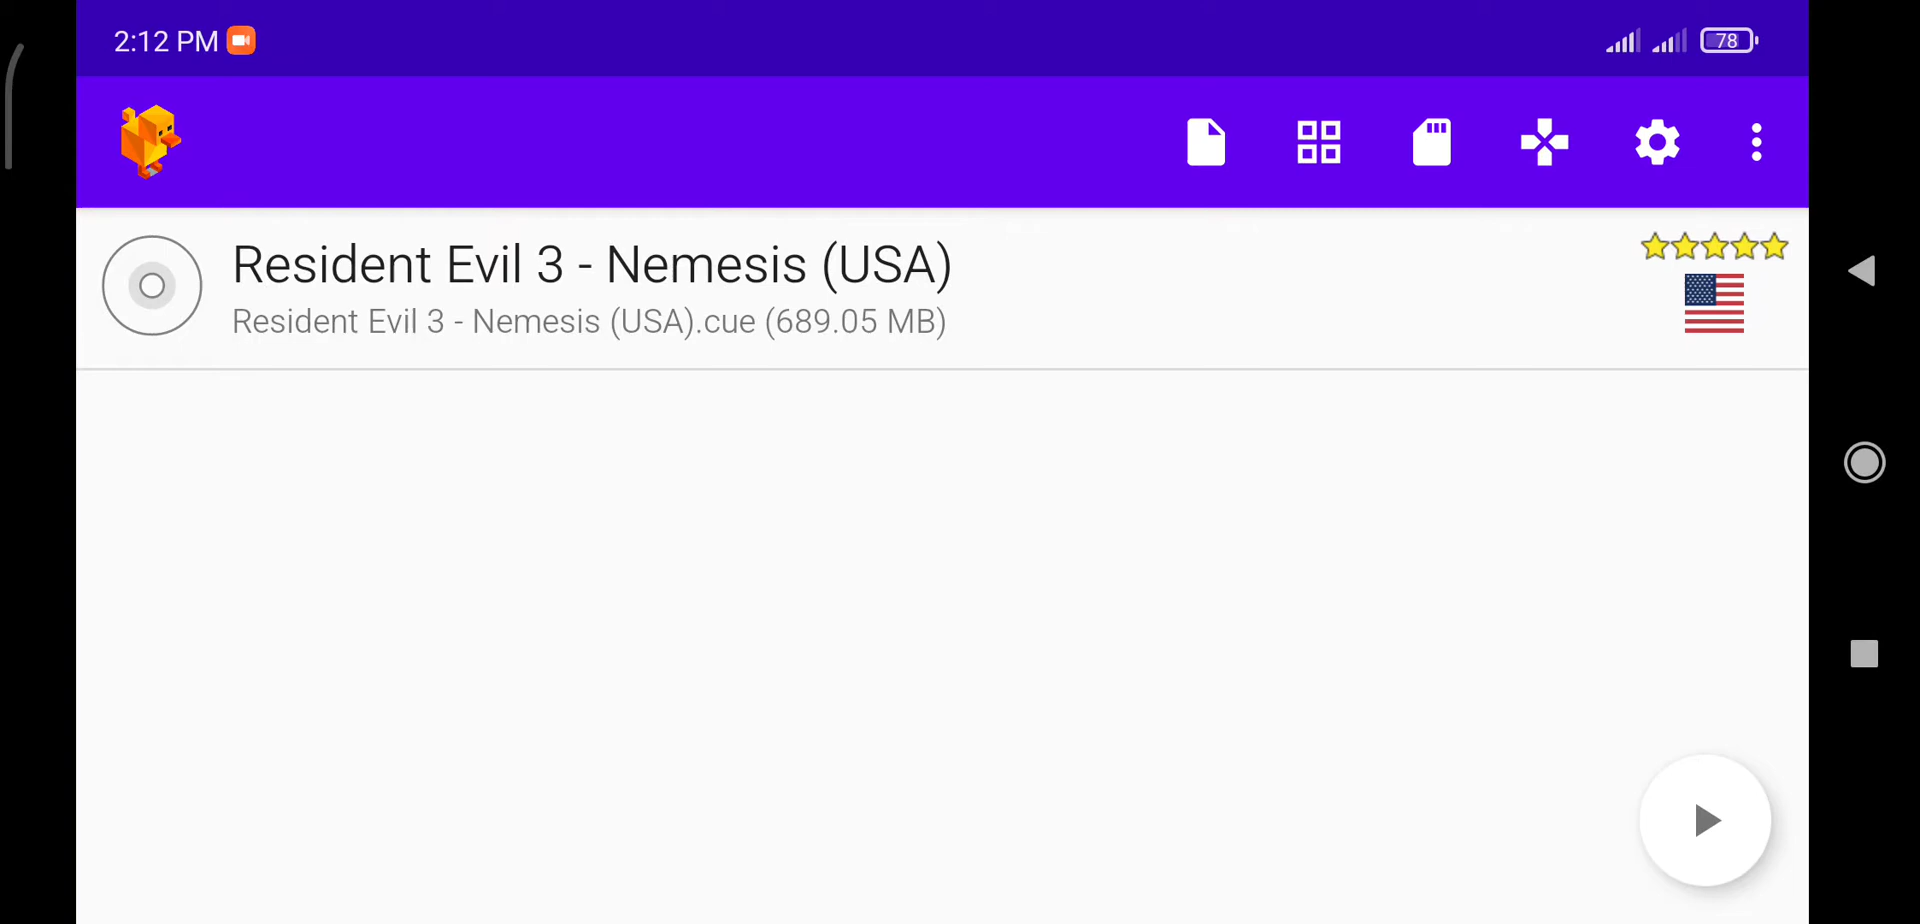 2:12 PM
78
Resident Evil 3 - Nemesis (USA)
Resident Evil 3 - Nemesis (USA).cue (689.05 MB)